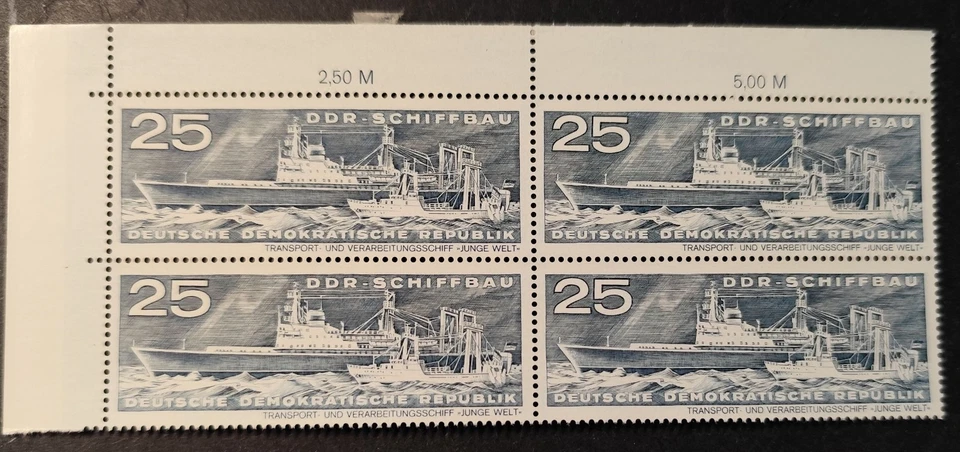 2,50 M
5,00 M
25 DDR-SCHIFFBAU
DEUTSCHE DEMOKRATISCHE REPUBLIK
TRANSPORT- UND VERARBEITUNGSSCHIFF »JUNGE WELT«
25 DDR-SCHIFFBAU
DEUTSCHE DEMOKRATISCHE REPUBLIK
TRANSPORT- UND VERARBEITUNGSSCHIFF »JUNGE WELT«
25 DDR-SCHIFFBAU
DEUTSCHE DEMOKRATISCHE REPUBLIK
TRANSPORT- UND VERARBEITUNGSSCHIFF »JUNGE WELT«
25 DDR-SCHIFFBAU
DEUTSCHE DEMOKRATISCHE REPUBLIK
TRANSPORT- UND VERARBEITUNGSSCHIFF »JUNGE WELT«